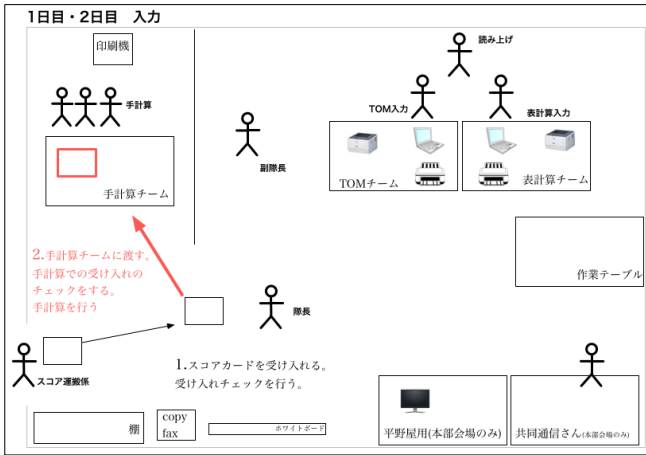 1日目・2日目　入力
印刷機
読み上げ
手計算
TOM入力
表計算入力
副隊長
手計算チーム
TOMチーム
表計算チーム
2.手計算チームに渡す。
手計算での受け入れの
チェックをする。
手計算を行う
作業テーブル
隊長
1.スコアカードを受け入れる。
受け入れチェックを行う。
スコア運搬係
棚
copy
fax
ホワイトボード
平野屋用(本部会場のみ)
共同通信さん(本部会場のみ)